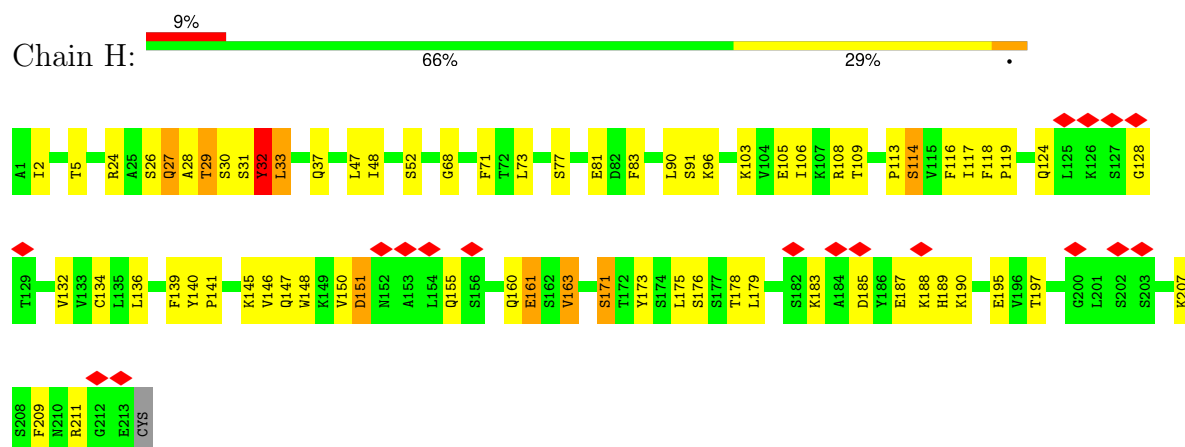 9%
Chain H:
66% 29% •
A1 I2 T5 R24 A25 S26 Q27 A28 T29 S30 S31 Y32 L33 Q37 L47 I48 S52 G68 F71 T72 L73 S77 E81 D82 F83 L90 S91 K96 K103 V104 E105 I106 K107 R108 T109 P113 S114 V115 F116 I117 F118 P119 Q124 L125 K126 S127 G128
T129 V132 V133 C134 L135 L136 F139 Y140 P141 K145 V146 Q147 W148 K149 V150 D151 N152 A153 L154 Q155 S156 Q160 E161 S162 V163 S171 T172 Y173 S174 L175 S176 S177 T178 L179 S182 K183 A184 D185 Y186 E187 K188 H189 K190 E195 V196 T197 G200 L201 S202 S203 K207
S208 F209 N210 R211 G212 E213 CYS